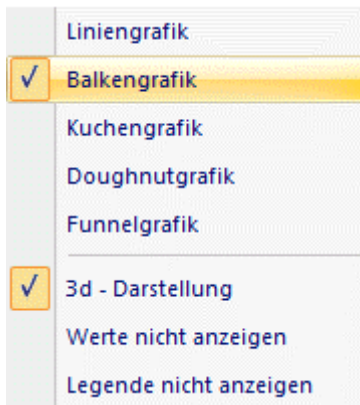 Liniengrafik
Balkengrafik
Kuchengrafik
Doughnutgrafik
Funnelgrafik
3d - Darstellung
Werte nicht anzeigen
Legende nicht anzeigen